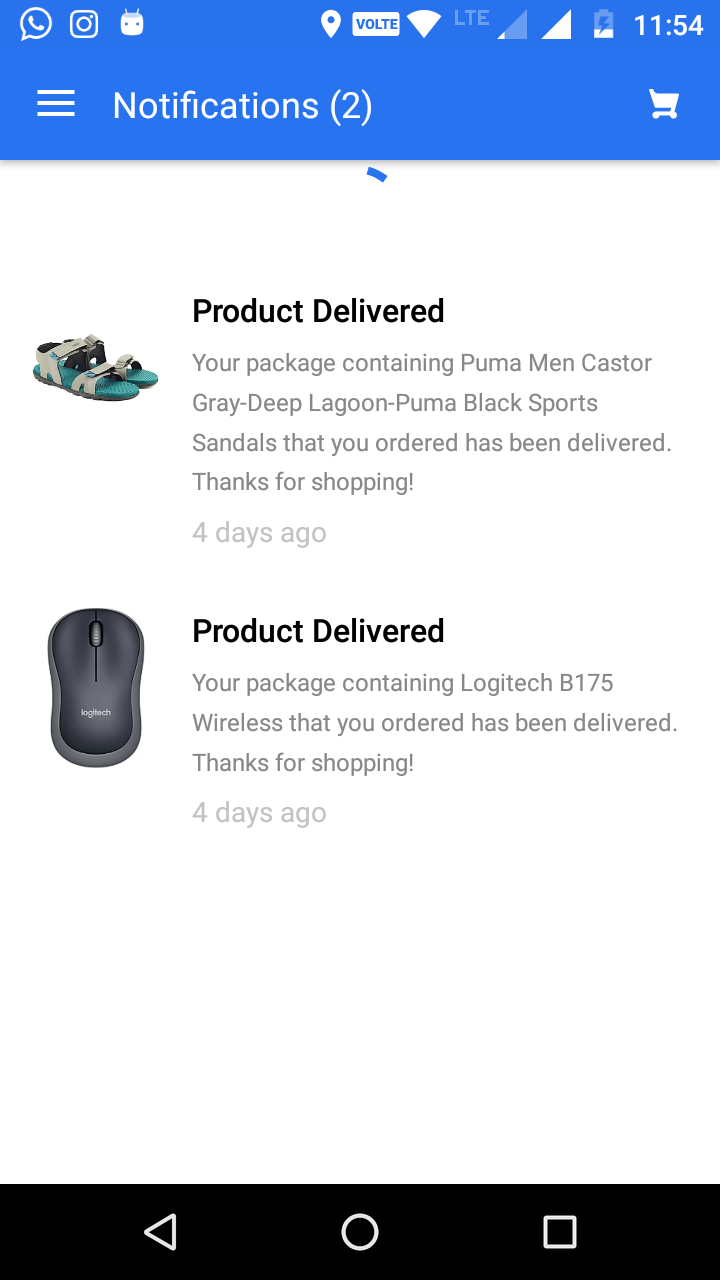 VOLTE LTE 11:54
Notifications (2)
Product Delivered
Your package containing Puma Men Castor
Gray-Deep Lagoon-Puma Black Sports
Sandals that you ordered has been delivered.
Thanks for shopping!
4 days ago
logitech
Product Delivered
Your package containing Logitech B175
Wireless that you ordered has been delivered.
Thanks for shopping!
4 days ago